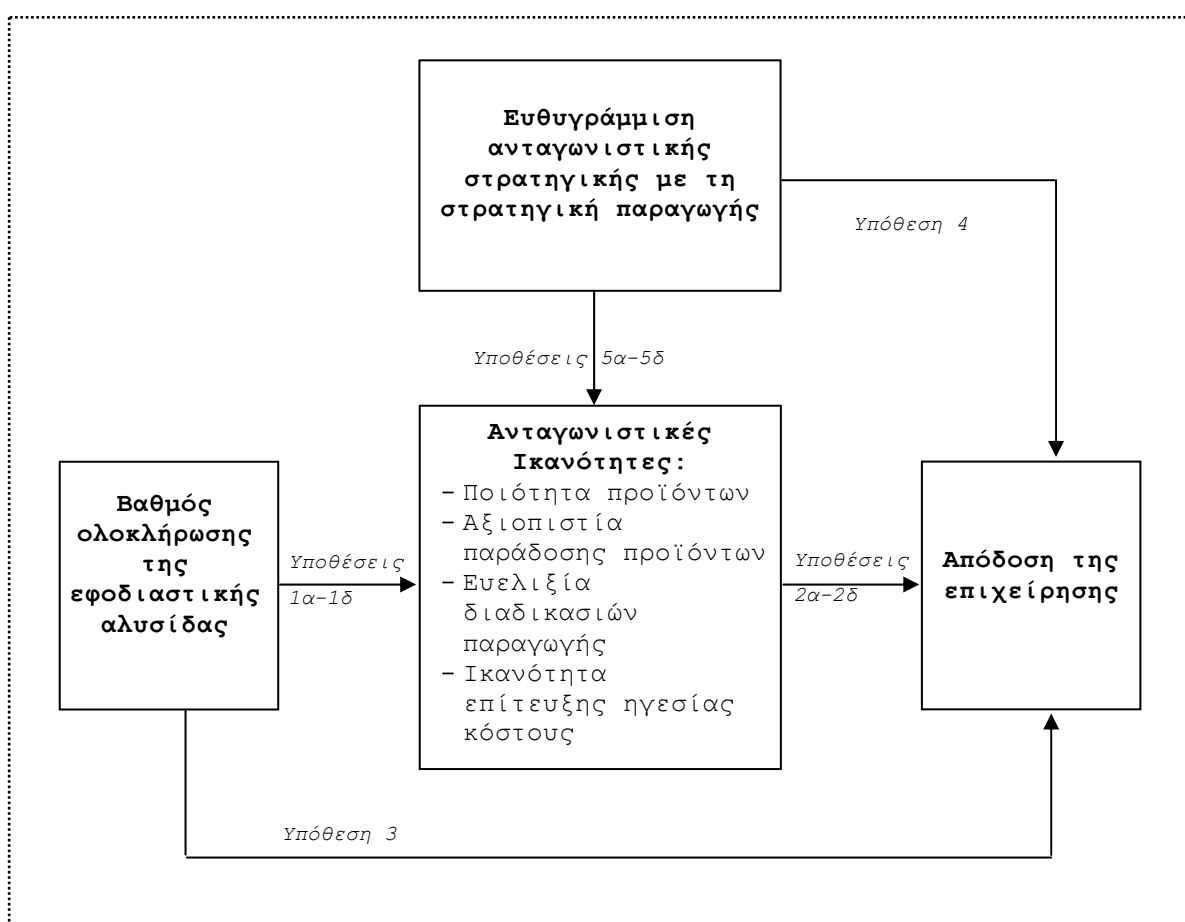 Ευθυγράμμιση
ανταγωνιστικής
στρατηγικής με τη
στρατηγική παραγωγής
Υπόθεση 4
Υποθέσεις 5α-5δ
Ανταγωνιστικές
Ικανότητες:
- Ποιότητα προϊόντων
- Αξιοπιστία
παράδοσης προϊόντων
- Ευελιξία
διαδικασιών
παραγωγής
- Ικανότητα
επίτευξης ηγεσίας
κόστους
Βαθμός
ολοκλήρωσης
της
εφοδιαστικής
αλυσίδας
Υποθέσεις
1α-1δ
Υποθέσεις
2α-2δ
Απόδοση της
επιχείρησης
Υπόθεση 3